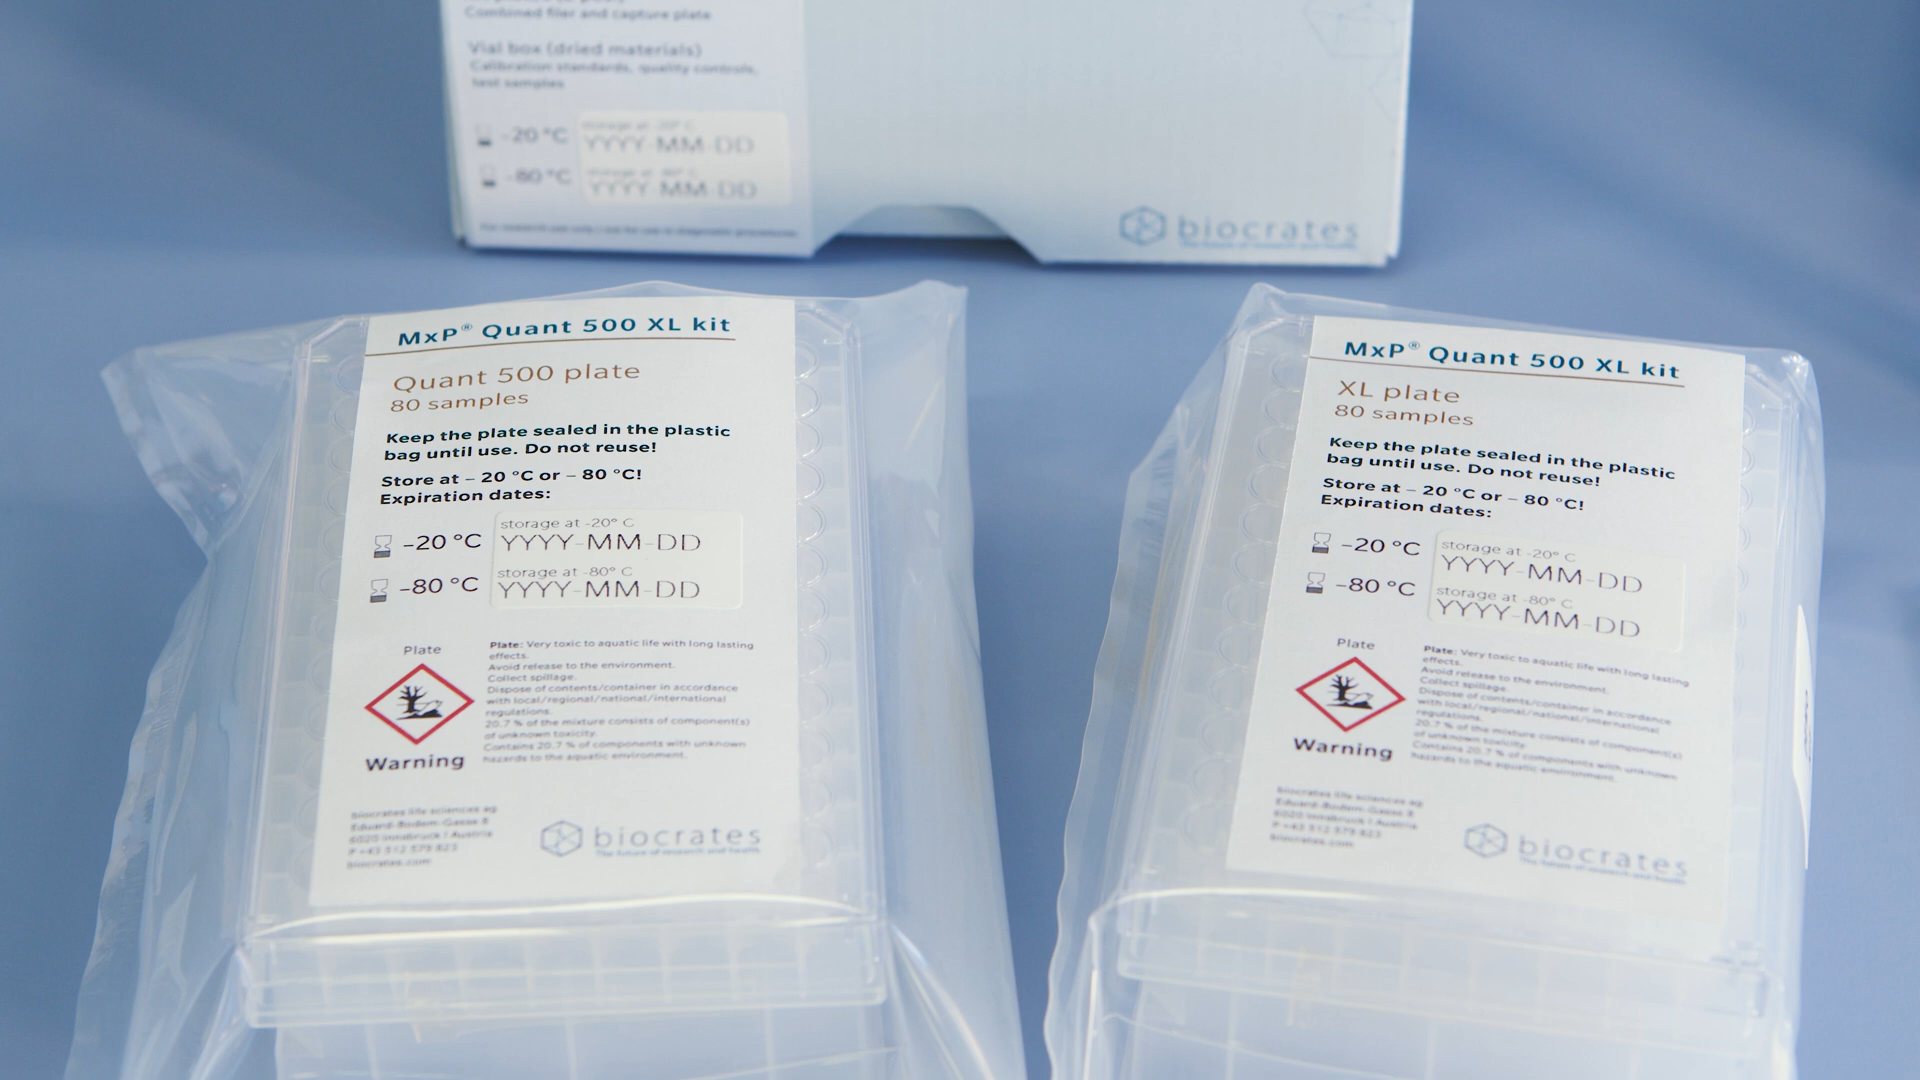 Combined filer and capture plate
Vial box (dried materials)
Calibration standards, quality controls,
test samples
-20 °C
storage at -20° C
YYYY-MM-DD
-80 °C
storage at -80° C
YYYY-MM-DD
biocrates
MxP® Quant 500 XL kit
Quant 500 plate
80 samples
Keep the plate sealed in the plastic
bag until use. Do not reuse!
Store at – 20 °C or – 80 °C!
Expiration dates:
–20 °C
storage at -20° C
YYYY-MM-DD
–80 °C
storage at -80° C
YYYY-MM-DD
Plate
Warning
Plate: Very toxic to aquatic life with long lasting
effects.
Avoid release to the environment.
Collect spillage.
Dispose of contents/container in accordance
with local/regional/national/international
regulations.
20.7 % of the mixture consists of component(s)
of unknown toxicity.
Contains 20.7 % of components with unknown
hazards to the aquatic environment.
biocrates life sciences ag
Eduard-Bodem-Gasse 8
6020 Innsbruck | Austria
P +43 512 579 823
biocrates.com
biocrates
The future of research and health.
MxP® Quant 500 XL kit
XL plate
80 samples
Keep the plate sealed in the plastic
bag until use. Do not reuse!
Store at – 20 °C or – 80 °C!
Expiration dates:
–20 °C
storage at -20° C
YYYY-MM-DD
–80 °C
storage at -80° C
YYYY-MM-DD
Plate
Warning
Plate: Very toxic to aquatic life with long lasting
effects.
Avoid release to the environment.
Collect spillage.
Dispose of contents/container in accordance
with local/regional/national/international
regulations.
20.7 % of the mixture consists of component(s)
of unknown toxicity.
Contains 20.7 % of components with unknown
hazards to the aquatic environment.
biocrates life sciences ag
Eduard-Bodem-Gasse 8
6020 Innsbruck | Austria
P +43 512 579 823
biocrates.com
biocrates
The future of research and health.